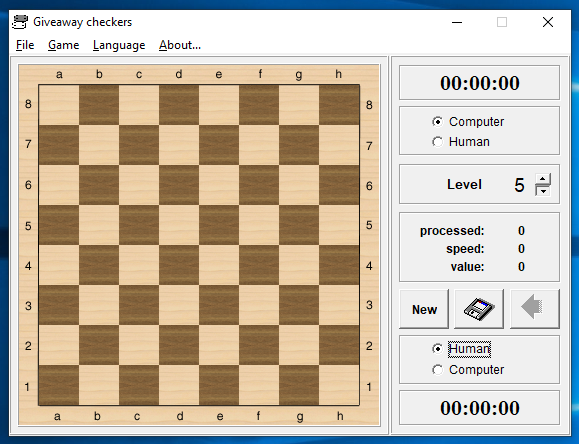 Giveaway checkers
File Game Language About...
a b c d e f g h
8 8
7 7
6 6
5 5
4 4
3 3
2 2
1 1
a b c d e f g h
00:00:00
Computer
Human
Level 5
processed: 0
speed: 0
value: 0
New
Human
Computer
00:00:00